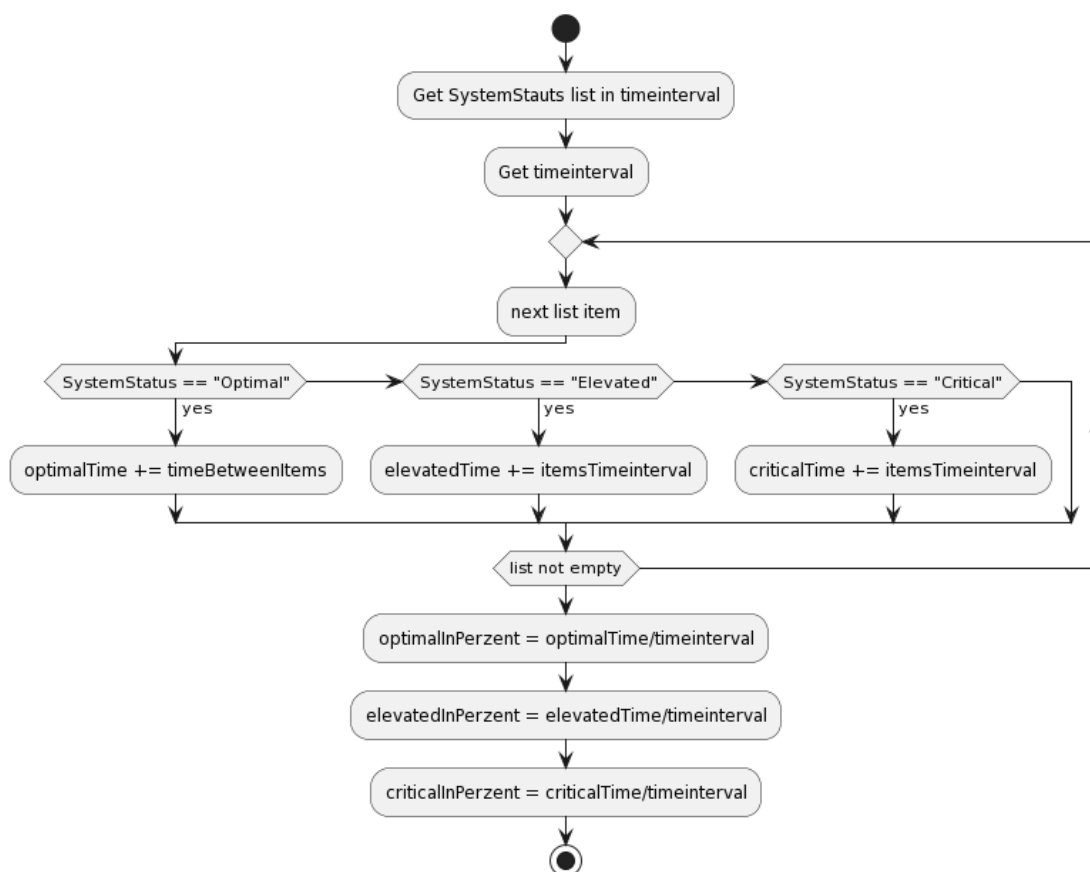 Get SystemStauts list in timeinterval
Get timeinterval
next list item
SystemStatus == "Optimal"
SystemStatus == "Elevated"
SystemStatus == "Critical"
yes
yes
yes
optimalTime += timeBetweenItems
elevatedTime += itemsTimeinterval
criticalTime += itemsTimeinterval
list not empty
optimalInPerzent = optimalTime/timeinterval
elevatedInPerzent = elevatedTime/timeinterval
criticalInPerzent = criticalTime/timeinterval